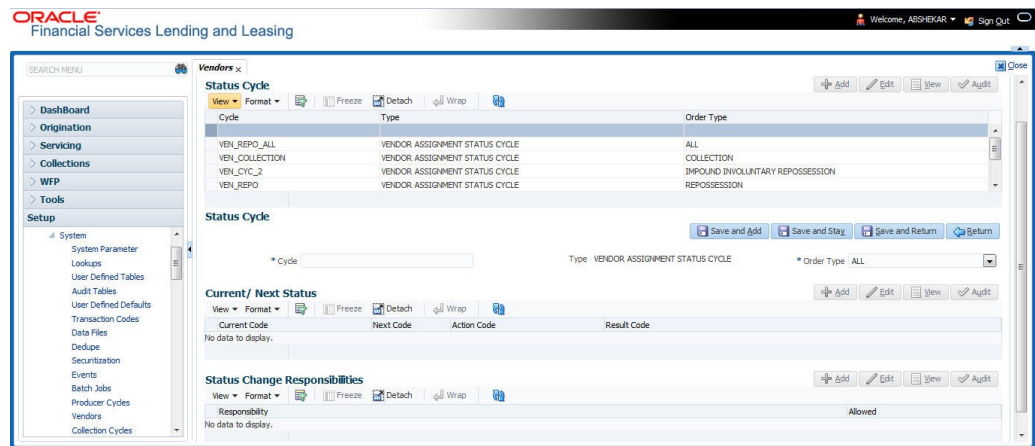 ORACLE
Financial Services Lending and Leasing
Welcome, ABSHEKAR
Sign Out
SEARCH MENU
DashBoard
Origination
Servicing
Collections
WFP
Tools
Setup
System
System Parameter
Lookups
User Defined Tables
Audit Tables
User Defined Defaults
Transaction Codes
Data Files
Dedupe
Securitization
Events
Batch Jobs
Producer Cycles
Vendors
Collection Cycles
Vendors x
Close
Status Cycle
Add Edit View Audit
View Format Freeze Detach Wrap
Cycle Type Order Type
VEN_REPO_ALL VENDOR ASSIGNMENT STATUS CYCLE ALL
VEN_COLLECTION VENDOR ASSIGNMENT STATUS CYCLE COLLECTION
VEN_CYC_2 VENDOR ASSIGNMENT STATUS CYCLE IMPOUND INVOLUNTARY REPOSSESSION
VEN_REPO VENDOR ASSIGNMENT STATUS CYCLE REPOSSESSION
Status Cycle
Save and Add Save and Stay Save and Return Return
* Cycle Type VENDOR ASSIGNMENT STATUS CYCLE * Order Type ALL
Current/ Next Status
Add Edit View Audit
View Format Freeze Detach Wrap
Current Code Next Code Action Code Result Code
No data to display.
Status Change Responsibilities
Add Edit View Audit
View Format Freeze Detach Wrap
Responsibility Allowed
No data to display.